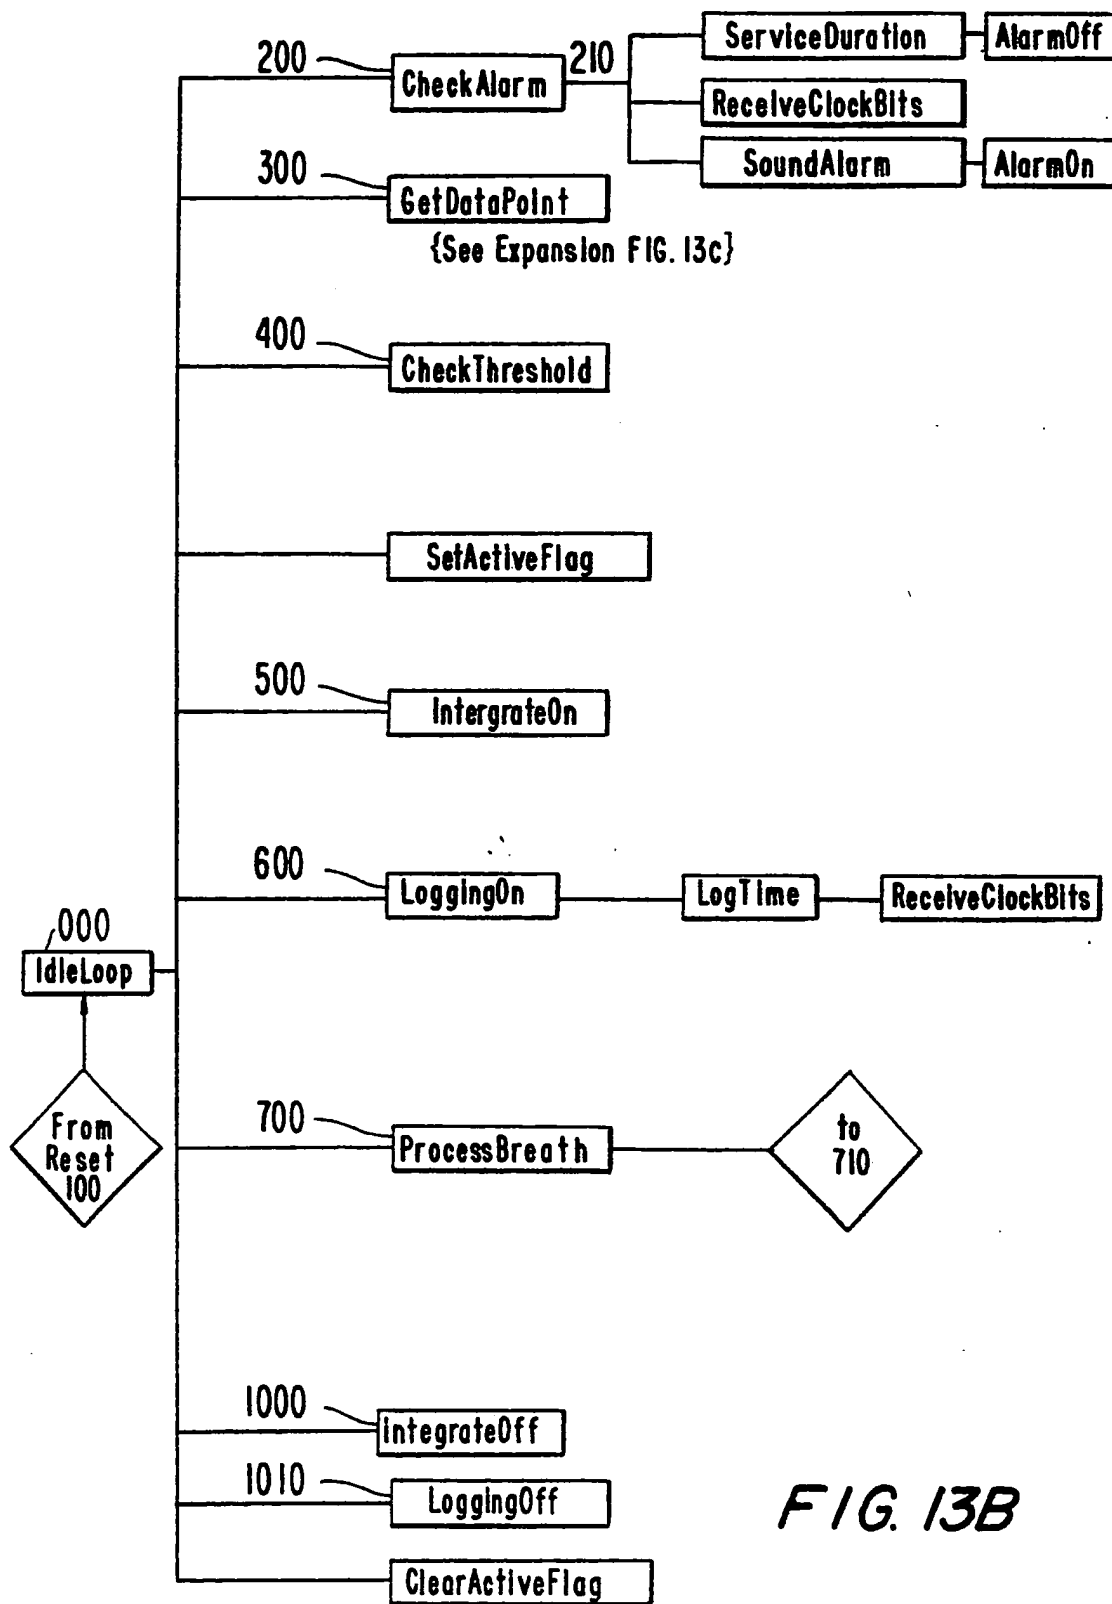 200
CheckAlarm
210
ServiceDuration
AlarmOff
ReceiveClockBits
SoundAlarm
AlarmOn
300
GetDataPoint
{See Expansion FIG. 13c}
400
CheckThreshold
SetActiveFlag
500
IntergrateOn
600
LoggingOn
LogTime
ReceiveClockBits
000
IdleLoop
From
Reset
100
700
ProcessBreath
to
710
1000
IntegrateOff
1010
LoggingOff
ClearActiveFlag
FIG. 13B